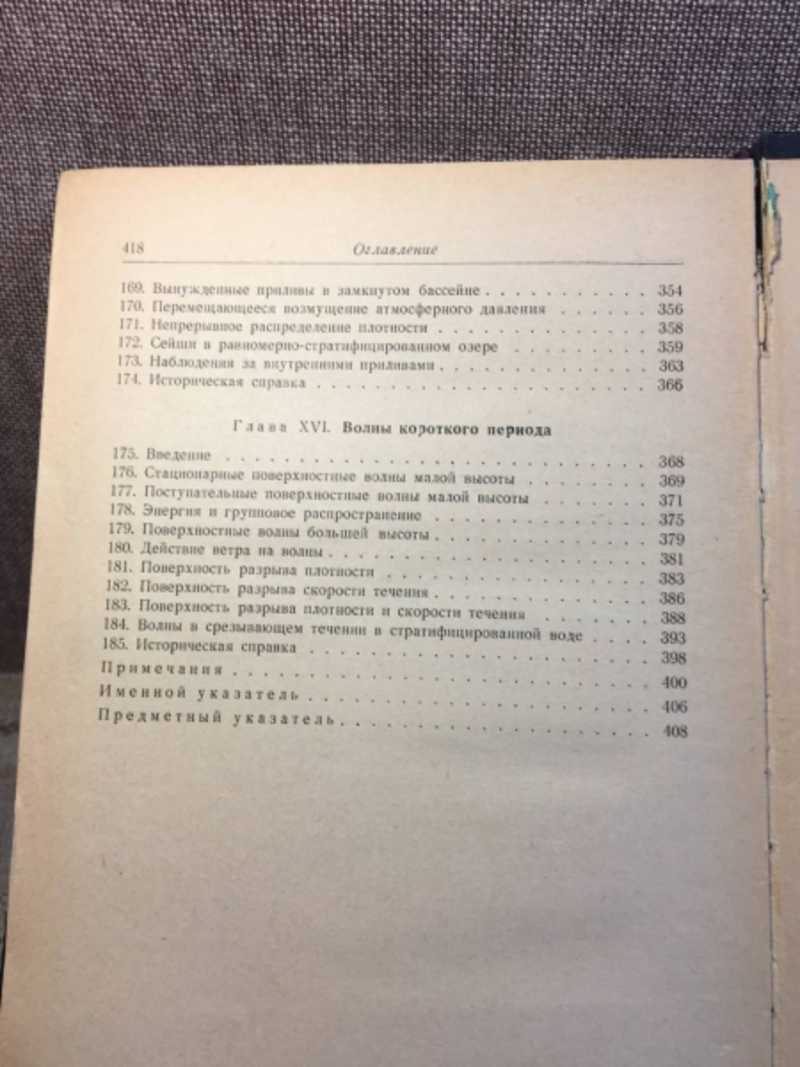 418 Оглавление
169. Вынужденные приливы в замкнутом бассейне . . . . . . . . . . . 354
170. Перемещающееся возмущение атмосферного давления . . . . . . 356
171. Непрерывное распределение плотности . . . . . . . . . . . . . . 358
172. Сейши в равномерно-стратифицированном озере . . . . . . . . . 359
173. Наблюдения за внутренними приливами . . . . . . . . . . . . . . 363
174. Историческая справка . . . . . . . . . . . . . . . . . . . . . . 366
Глава XVI. Волны короткого периода
175. Введение . . . . . . . . . . . . . . . . . . . . . . . . . . . 368
176. Стационарные поверхностные волны малой высоты . . . . . . . . 369
177. Поступательные поверхностные волны малой высоты . . . . . . . 371
178. Энергия и групповое распространение . . . . . . . . . . . . . . 375
179. Поверхностные волны большей высоты . . . . . . . . . . . . . . 379
180. Действие ветра на волны . . . . . . . . . . . . . . . . . . . . 381
181. Поверхность разрыва плотности . . . . . . . . . . . . . . . . . 383
182. Поверхность разрыва скорости течения . . . . . . . . . . . . . . 386
183. Поверхность разрыва плотности и скорости течения . . . . . . . 388
184. Волны в срезывающем течении в стратифицированной воде . . . . 393
185. Историческая справка . . . . . . . . . . . . . . . . . . . . . . 398
Примечания . . . . . . . . . . . . . . . . . . . . . . . . . . . . 400
Именной указатель . . . . . . . . . . . . . . . . . . . . . . . . 406
Предметный указатель . . . . . . . . . . . . . . . . . . . . . . . 408